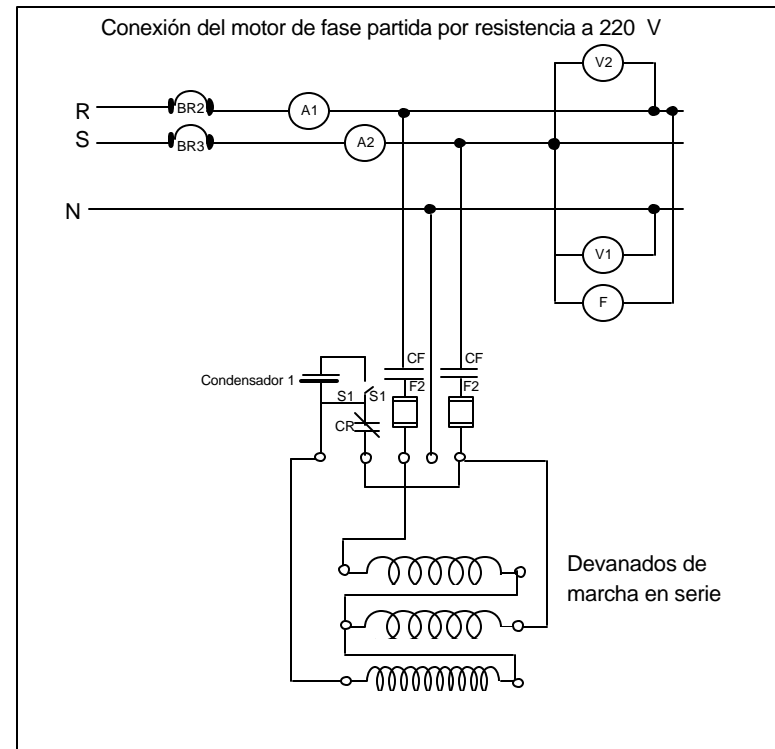 Conexión del motor de fase partida por resistencia a 220 V
V2
R
BR2
A1
S
BR3
A2
N
V1
F
CF
CF
Condensador 1
F2
F2
S1
S1
CR
Devanados de
marcha en serie